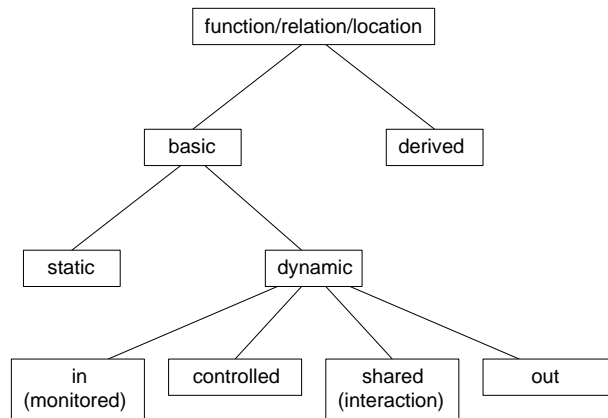 function/relation/location
basic
derived
static
dynamic
in
(monitored)
controlled
shared
(interaction)
out